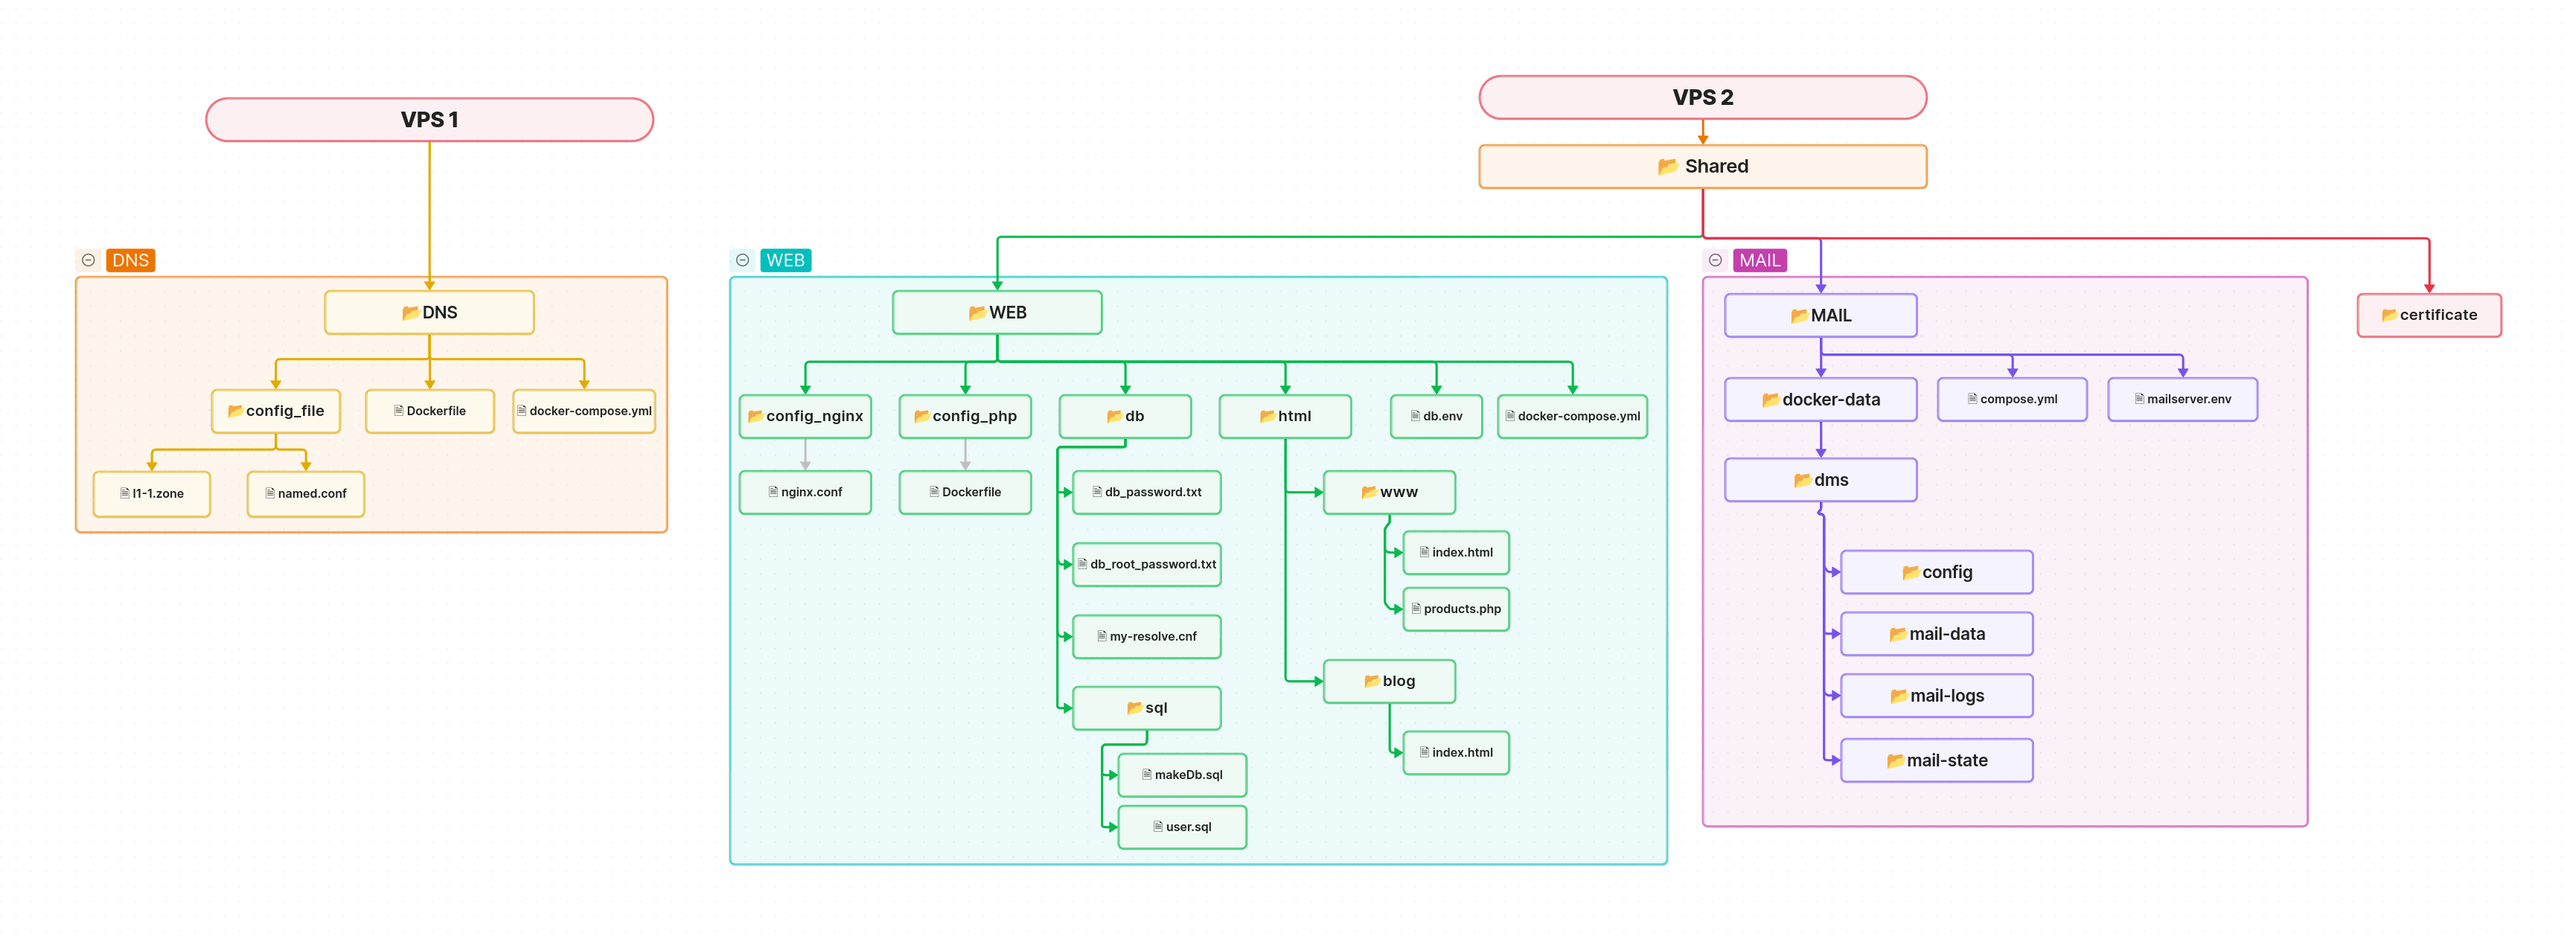 VPS 1
VPS 2
Shared
DNS
WEB
MAIL
DNS
WEB
MAIL
certificate
config_file
Dockerfile
docker-compose.yml
config_nginx
config_php
db
html
db.env
docker-compose.yml
docker-data
compose.yml
mailserver.env
l1-1.zone
named.conf
nginx.conf
Dockerfile
db_password.txt
www
dms
index.html
db_root_password.txt
config
products.php
my-resolve.cnf
mail-data
blog
mail-logs
sql
index.html
mail-state
makeDb.sql
user.sql